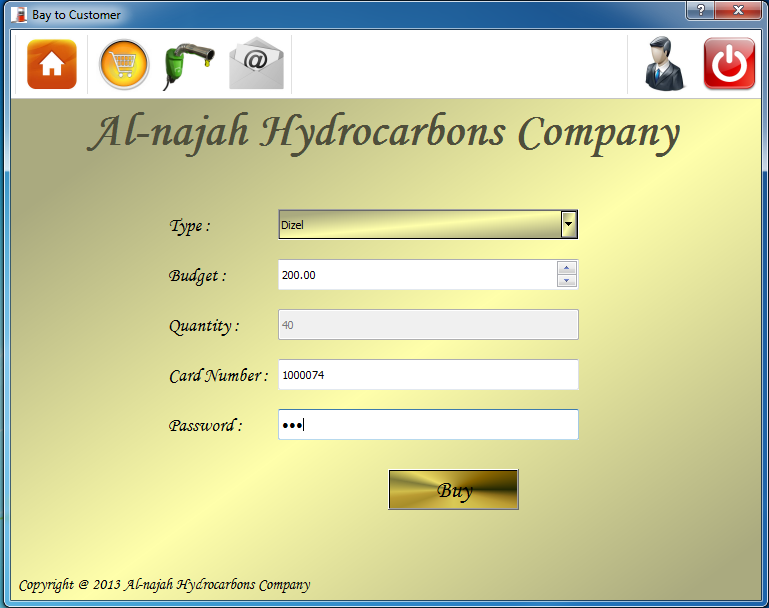 Bay to Customer
@
Al-najah Hydrocarbons Company
Type :
Dizel
Budget :
200.00
Quantity :
40
Card Number :
1000074
Password :
•••
Buy
Copyright @ 2013 Al-najah Hydrocarbons Company